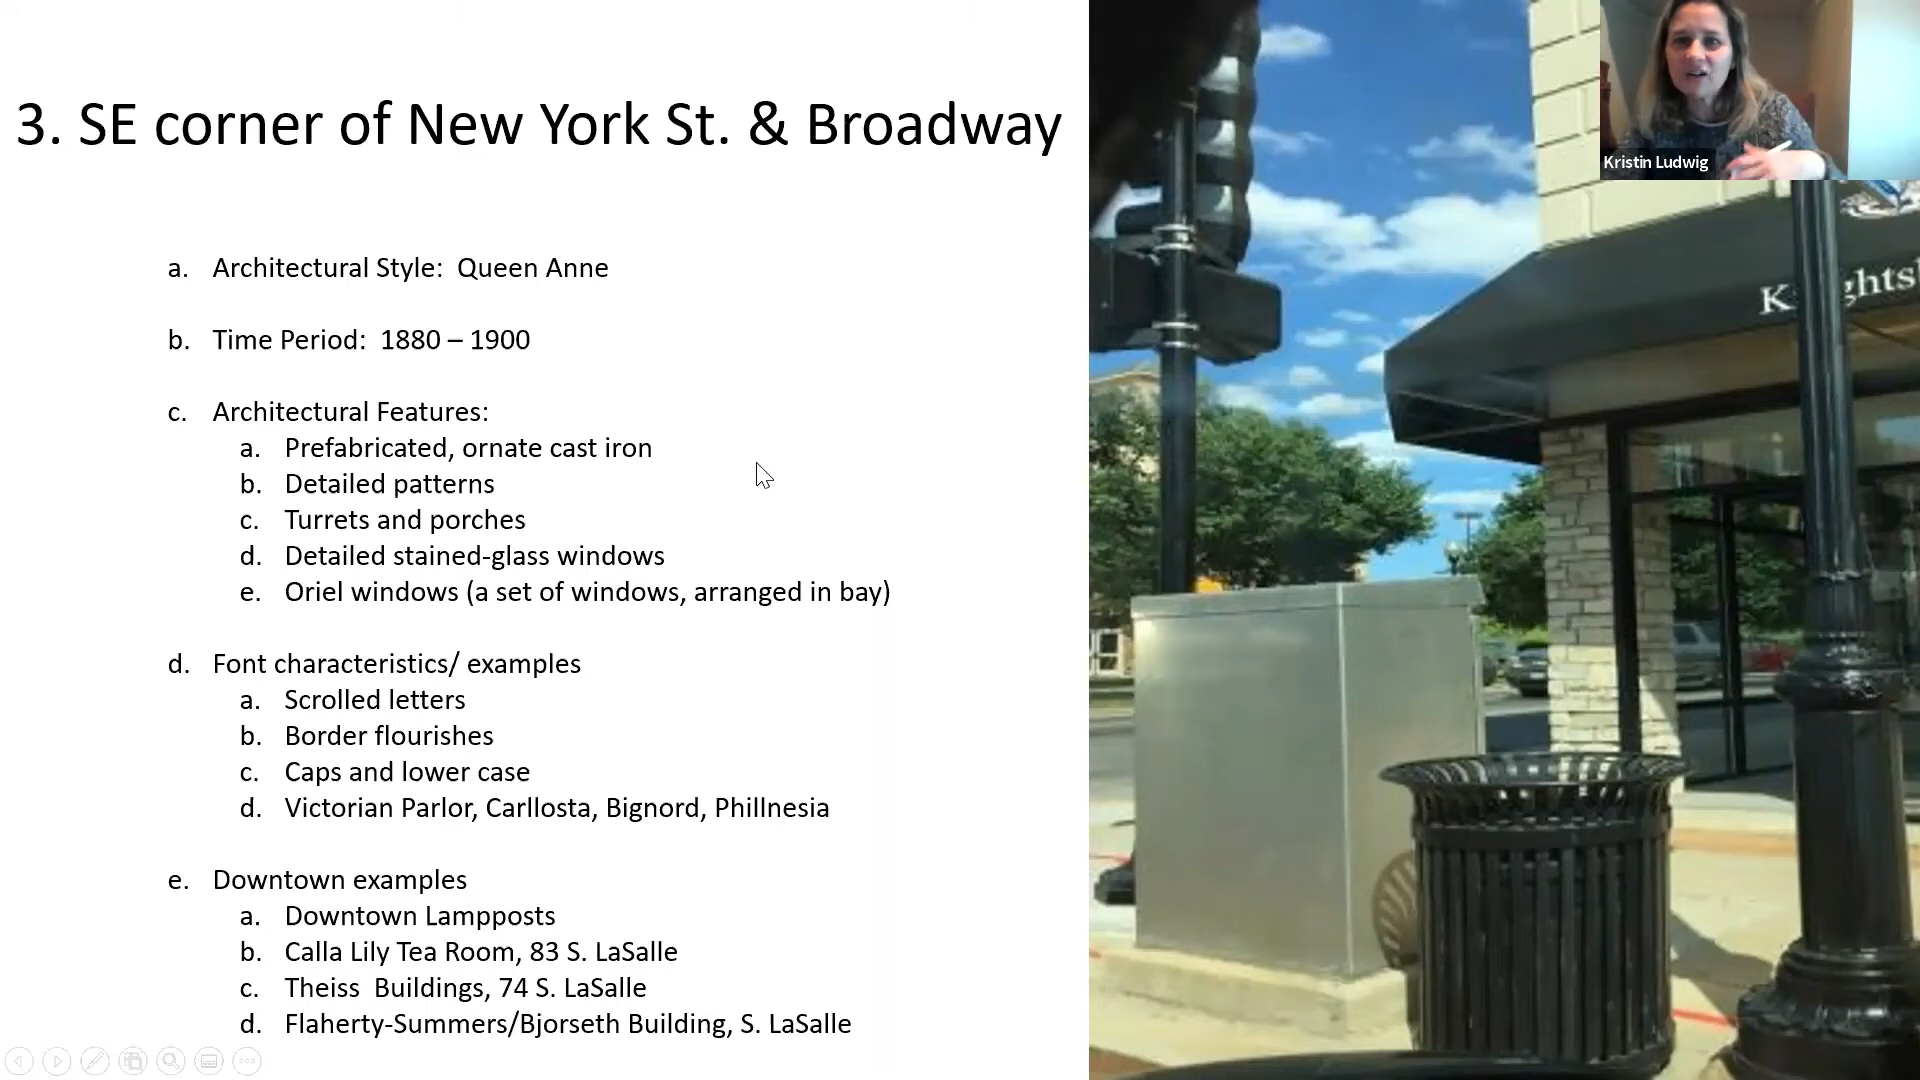 3. SE corner of New York St. & Broadway
a. Architectural Style: Queen Anne
b. Time Period: 1880 – 1900
c. Architectural Features:
a. Prefabricated, ornate cast iron
b. Detailed patterns
c. Turrets and porches
d. Detailed stained-glass windows
e. Oriel windows (a set of windows, arranged in bay)
d. Font characteristics/ examples
a. Scrolled letters
b. Border flourishes
c. Caps and lower case
d. Victorian Parlor, Carllosta, Bignord, Phillnesia
e. Downtown examples
a. Downtown Lampposts
b. Calla Lily Tea Room, 83 S. LaSalle
c. Theiss Buildings, 74 S. LaSalle
d. Flaherty-Summers/Bjorseth Building, S. LaSalle
Kristin Ludwig